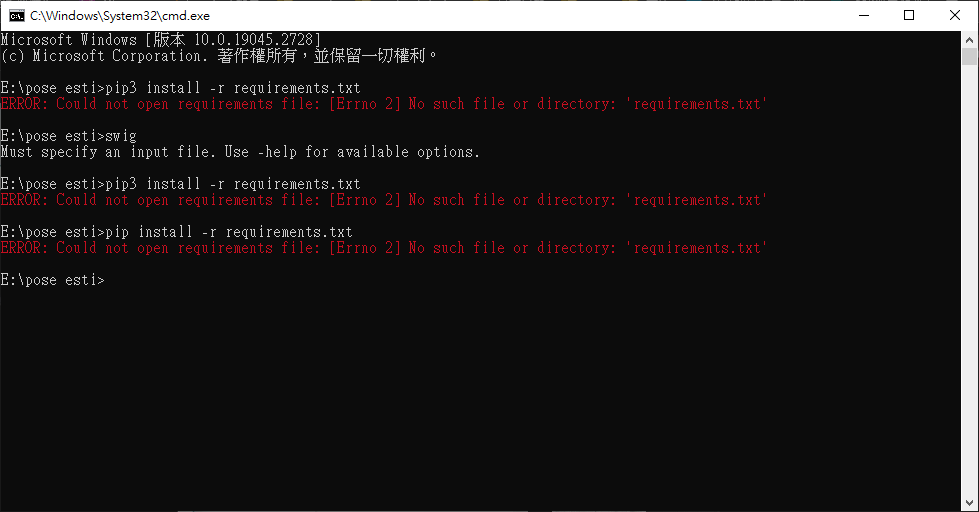 C:\Windows\System32\cmd.exe
Microsoft Windows [版本 10.0.19045.2728]
(c) Microsoft Corporation. 著作權所有，並保留一切權利。
E:\pose esti>pip3 install -r requirements.txt
ERROR: Could not open requirements file: [Errno 2] No such file or directory: 'requirements.txt'
E:\pose esti>swig
Must specify an input file. Use -help for available options.
E:\pose esti>pip3 install -r requirements.txt
ERROR: Could not open requirements file: [Errno 2] No such file or directory: 'requirements.txt'
E:\pose esti>pip install -r requirements.txt
ERROR: Could not open requirements file: [Errno 2] No such file or directory: 'requirements.txt'
E:\pose esti>